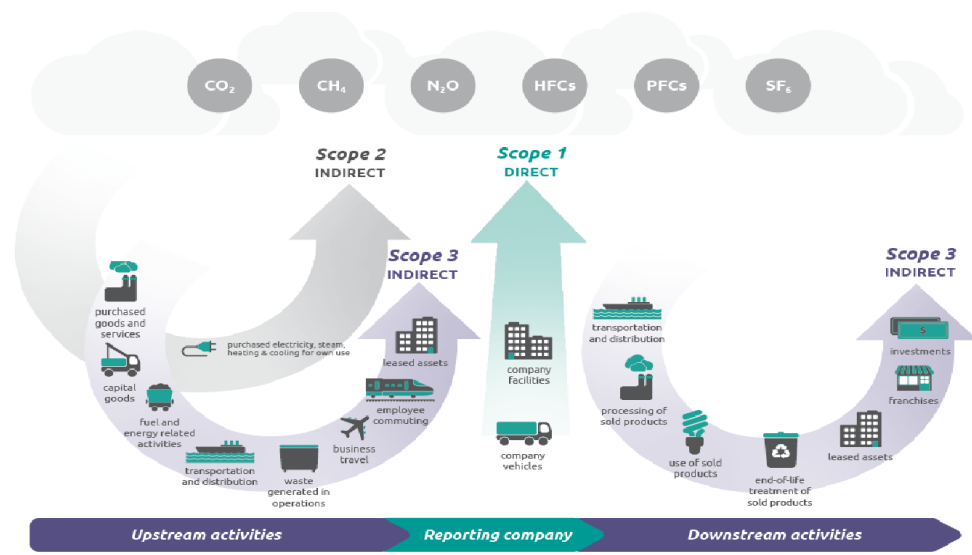 CO₂
CH₄
N₂O
HFCs
PFCs
SF₆
Scope 2
INDIRECT
Scope 1
DIRECT
Scope 3
INDIRECT
Scope 3
INDIRECT
purchased
goods and
services
capital
goods
fuel and
energy related
activities
purchased electricity, steam,
heating & cooling for own use
transportation
and distribution
waste
generated in
operations
business
travel
employee
commuting
leased assets
company
facilities
company
vehicles
transportation
and distribution
processing of
sold products
use of sold
products
end-of-life
treatment of
sold products
leased assets
franchises
$
investments
Upstream activities
Reporting company
Downstream activities